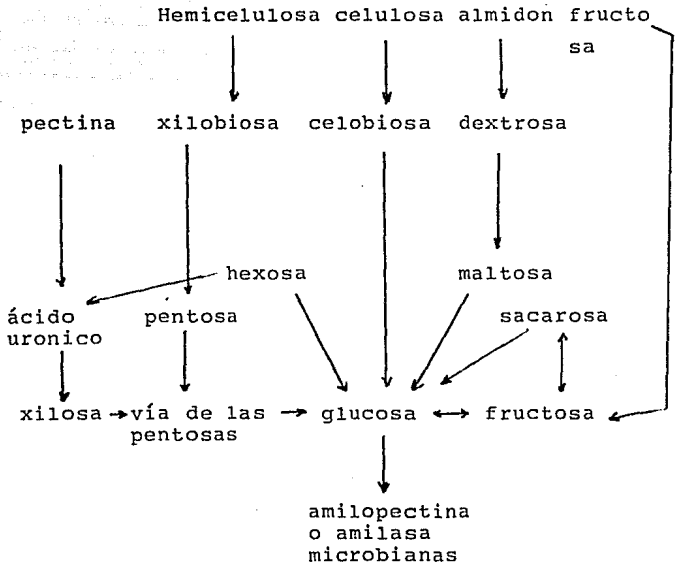 Hemicelulosa celulosa almidon fructo
sa
pectina xilobiosa celobiosa dextrosa
hexosa maltosa
ácido pentosa sacarosa
uronico
xilosa vía de las glucosa fructosa
pentosas
amilopectina
o amilasa
microbianas